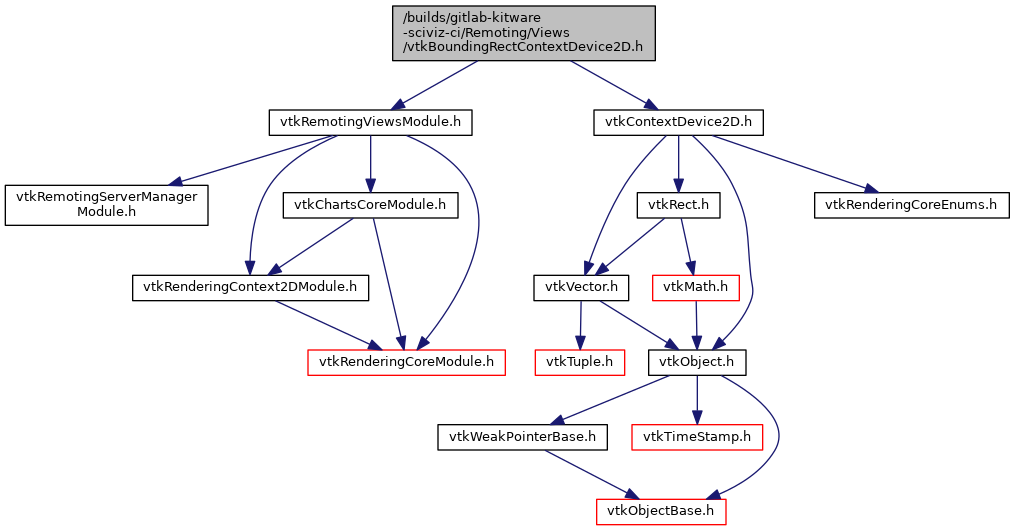 /builds/gitlab-kitware
-sciviz-ci/Remoting/Views
/vtkBoundingRectContextDevice2D.h
vtkRemotingViewsModule.h
vtkContextDevice2D.h
vtkRemotingServerManager
Module.h
vtkChartsCoreModule.h
vtkRect.h
vtkRenderingCoreEnums.h
vtkRenderingContext2DModule.h
vtkVector.h
vtkMath.h
vtkRenderingCoreModule.h
vtkTuple.h
vtkObject.h
vtkWeakPointerBase.h
vtkTimeStamp.h
vtkObjectBase.h